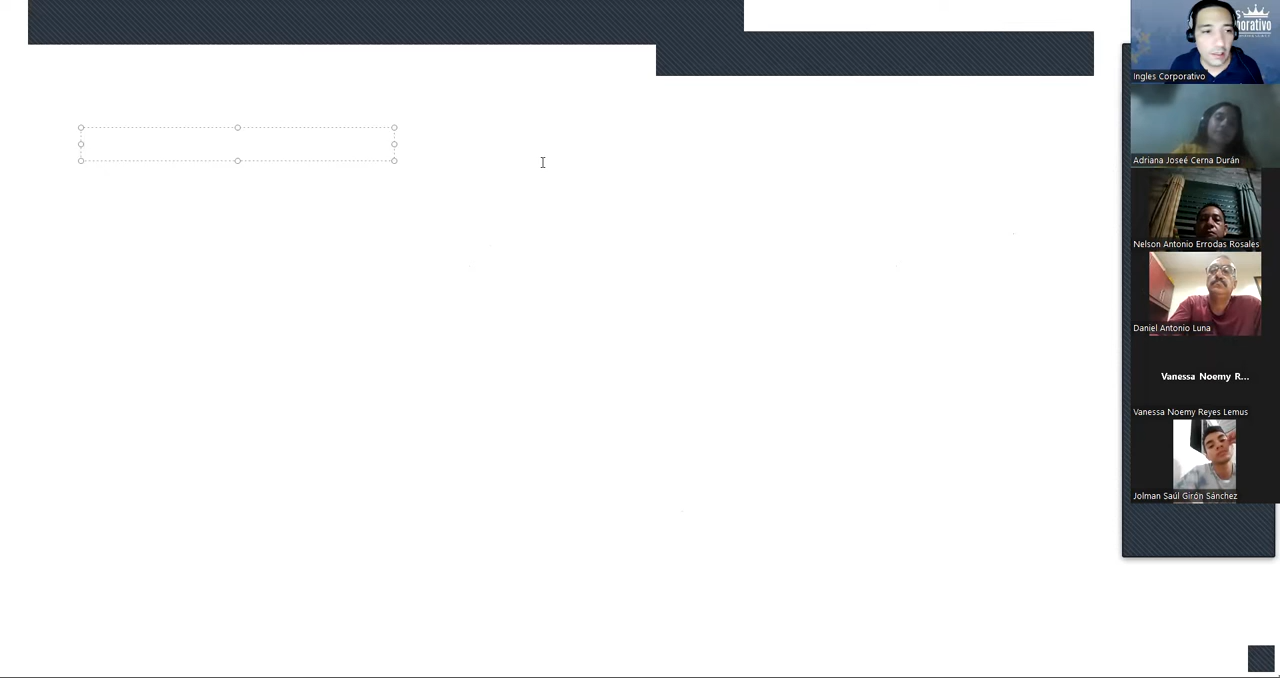 S
orativo
Ingles Corporativo
Adriana Joseé Cerna Durán
Nelson Antonio Errodas Rosales
Daniel Antonio Luna
Vanessa Noemy R...
Vanessa Noemy Reyes Lemus
Jolman Saúl Girón Sánchez